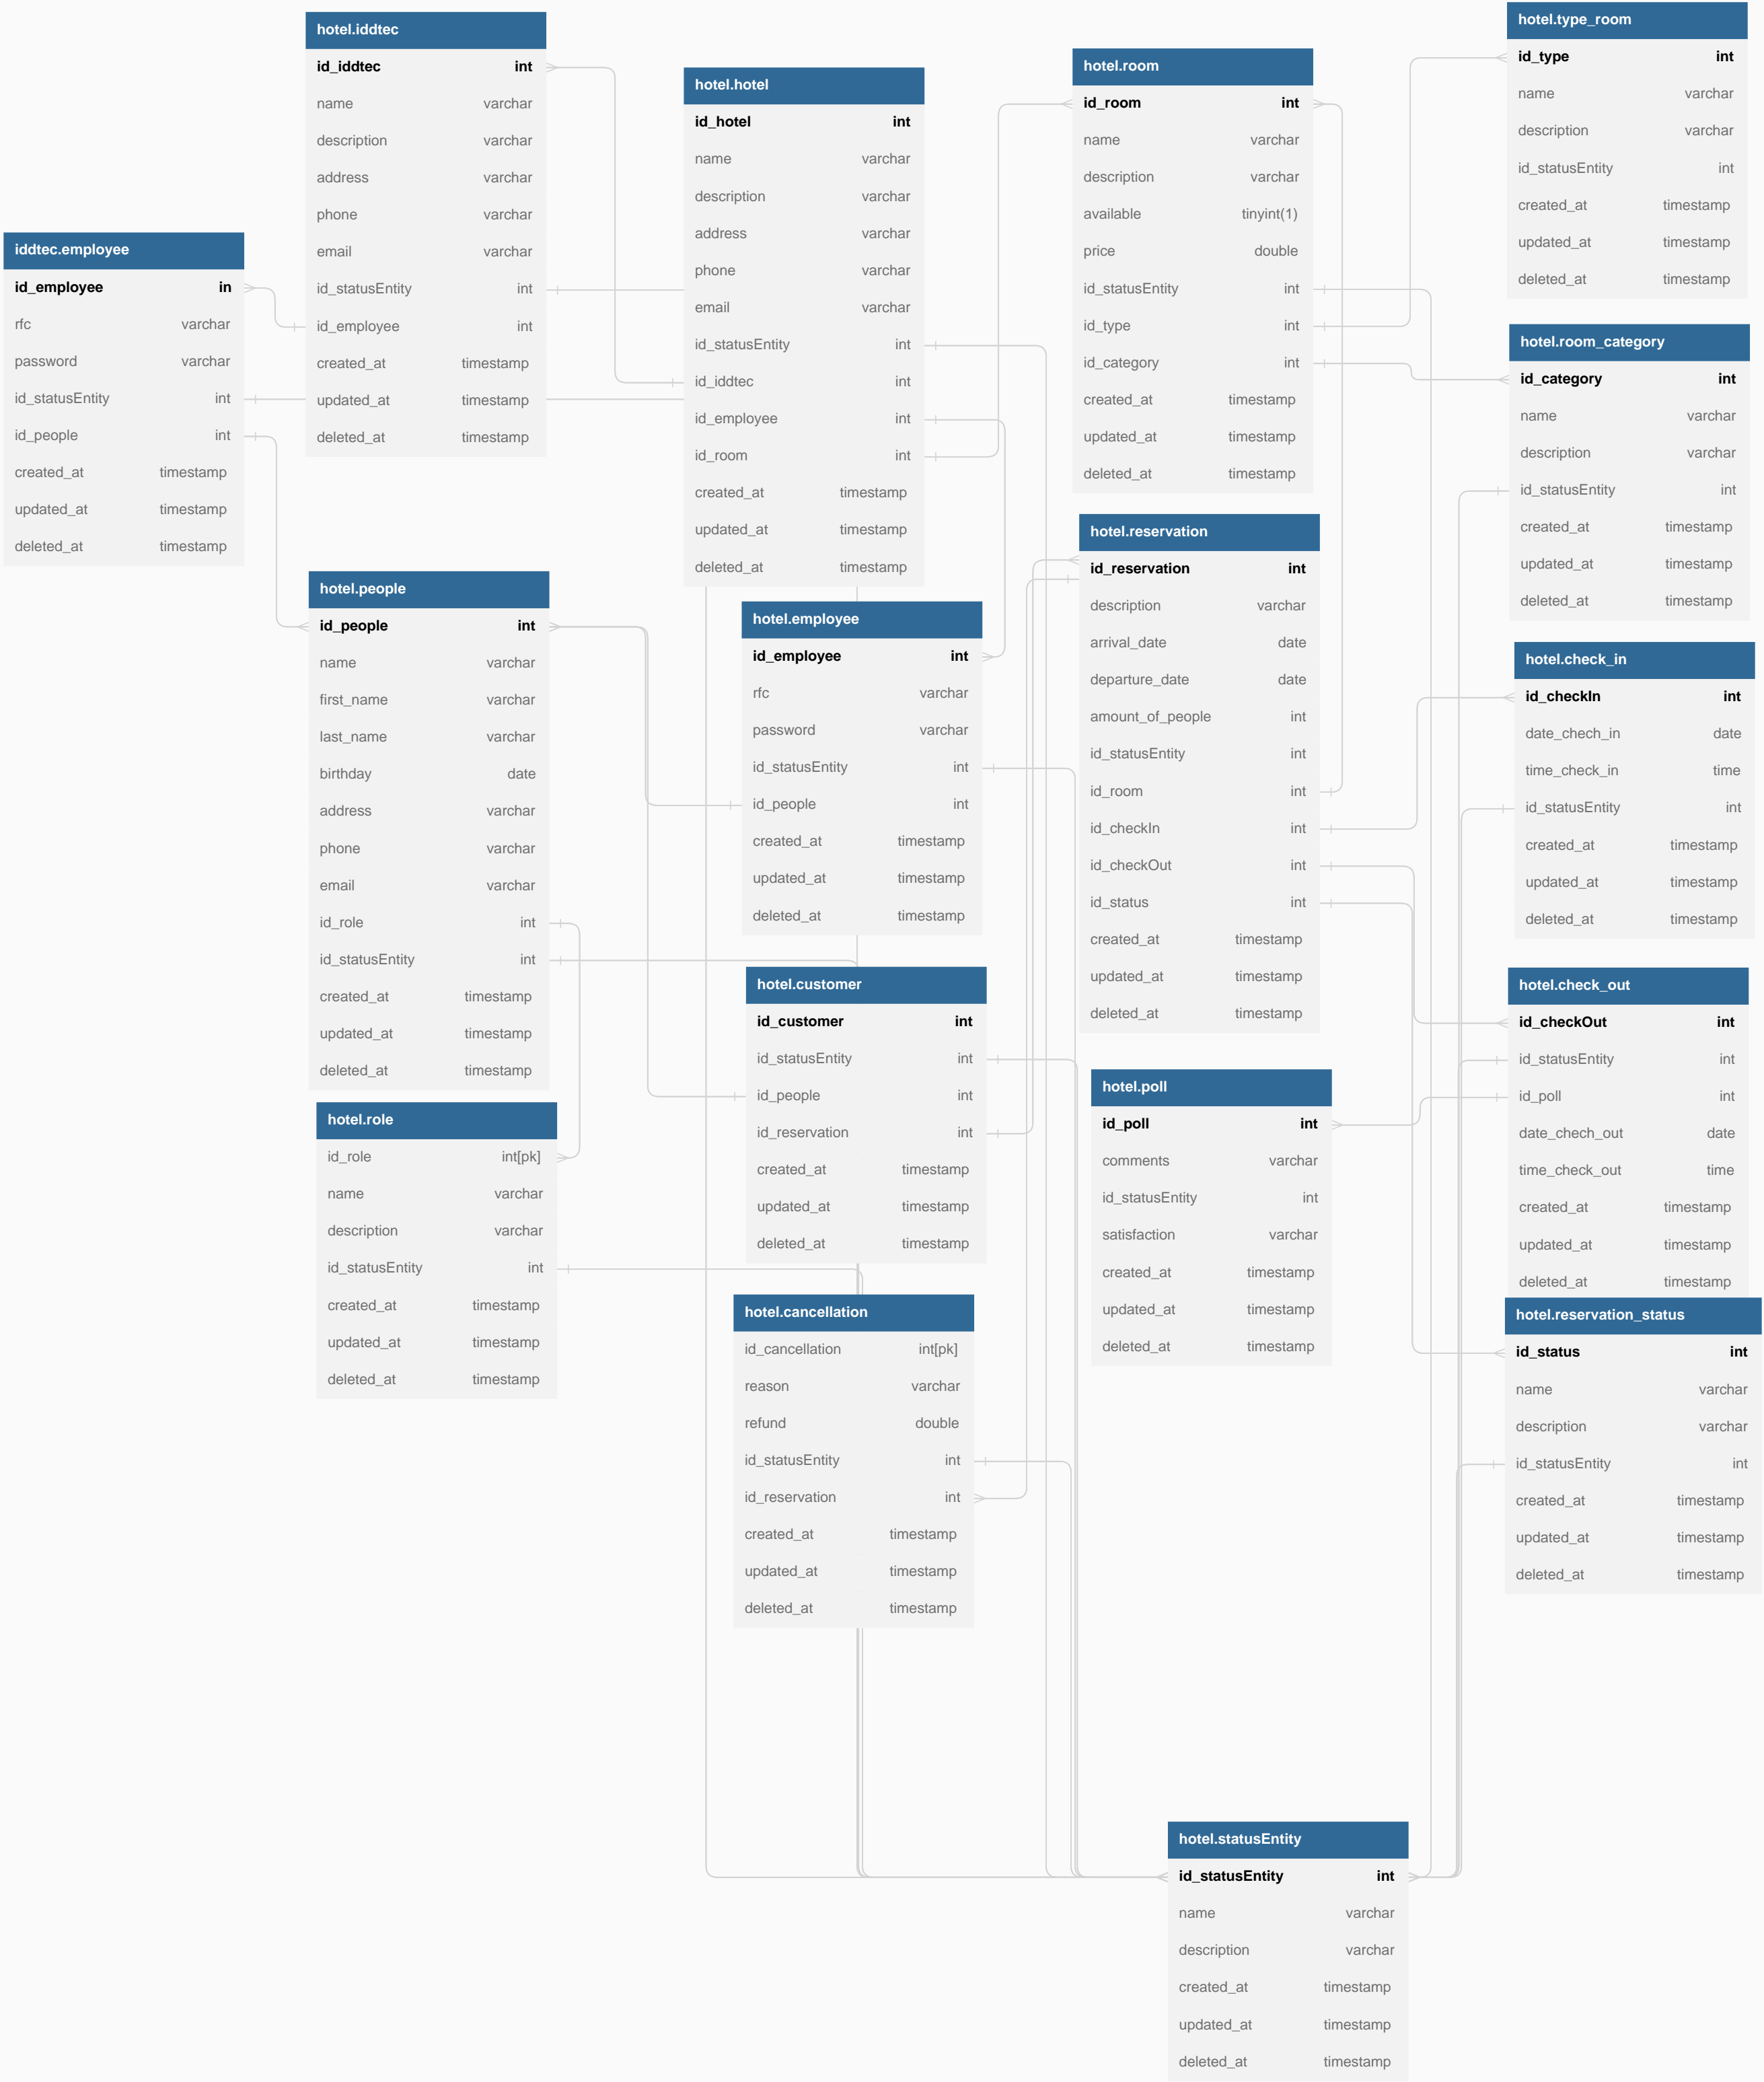 hotel.iddtec
id_iddtec int
name varchar
description varchar
address varchar
phone varchar
email varchar
id_statusEntity int
id_employee int
created_at timestamp
updated_at timestamp
deleted_at timestamp
iddtec.employee
id_employee in
rfc varchar
password varchar
id_statusEntity int
id_people int
created_at timestamp
updated_at timestamp
deleted_at timestamp
hotel.hotel
id_hotel int
name varchar
description varchar
address varchar
phone varchar
email varchar
id_statusEntity int
id_iddtec int
id_employee int
id_room int
created_at timestamp
updated_at timestamp
deleted_at timestamp
hotel.room
id_room int
name varchar
description varchar
available tinyint(1)
price double
id_statusEntity int
id_type int
id_category int
created_at timestamp
updated_at timestamp
deleted_at timestamp
hotel.type_room
id_type int
name varchar
description varchar
id_statusEntity int
created_at timestamp
updated_at timestamp
deleted_at timestamp
hotel.room_category
id_category int
name varchar
description varchar
id_statusEntity int
created_at timestamp
updated_at timestamp
deleted_at timestamp
hotel.people
id_people int
name varchar
first_name varchar
last_name varchar
birthday date
address varchar
phone varchar
email varchar
id_role int
id_statusEntity int
created_at timestamp
updated_at timestamp
deleted_at timestamp
hotel.employee
id_employee int
rfc varchar
password varchar
id_statusEntity int
id_people int
created_at timestamp
updated_at timestamp
deleted_at timestamp
hotel.reservation
id_reservation int
description varchar
arrival_date date
departure_date date
amount_of_people int
id_statusEntity int
id_room int
id_checkIn int
id_checkOut int
id_status int
created_at timestamp
updated_at timestamp
deleted_at timestamp
hotel.check_in
id_checkIn int
date_chech_in date
time_check_in time
id_statusEntity int
created_at timestamp
updated_at timestamp
deleted_at timestamp
hotel.customer
id_customer int
id_statusEntity int
id_people int
id_reservation int
created_at timestamp
updated_at timestamp
deleted_at timestamp
hotel.check_out
id_checkOut int
id_statusEntity int
id_poll int
date_chech_out date
time_check_out time
created_at timestamp
updated_at timestamp
deleted_at timestamp
hotel.role
id_role int[pk]
name varchar
description varchar
id_statusEntity int
created_at timestamp
updated_at timestamp
deleted_at timestamp
hotel.poll
id_poll int
comments varchar
id_statusEntity int
satisfaction varchar
created_at timestamp
updated_at timestamp
deleted_at timestamp
hotel.cancellation
id_cancellation int[pk]
reason varchar
refund double
id_statusEntity int
id_reservation int
created_at timestamp
updated_at timestamp
deleted_at timestamp
hotel.reservation_status
id_status int
name varchar
description varchar
id_statusEntity int
created_at timestamp
updated_at timestamp
deleted_at timestamp
hotel.statusEntity
id_statusEntity int
name varchar
description varchar
created_at timestamp
updated_at timestamp
deleted_at timestamp